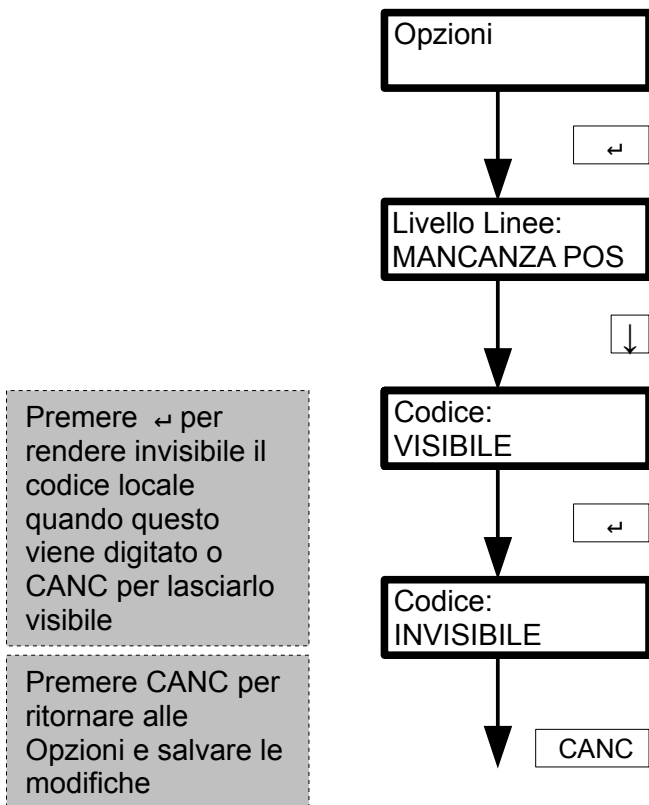 Opzioni
↵
Livello Linee:
MANCANZA POS
↓
Premere ↵ per
rendere invisibile il
codice locale
quando questo
viene digitato o
CANC per lasciarlo
visibile
Codice:
VISIBILE
↵
Codice:
INVISIBILE
Premere CANC per
ritornare alle
Opzioni e salvare le
modifiche
CANC